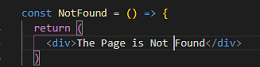 const NotFound = () => {
return (
<div>The Page is Not Found</div>
)